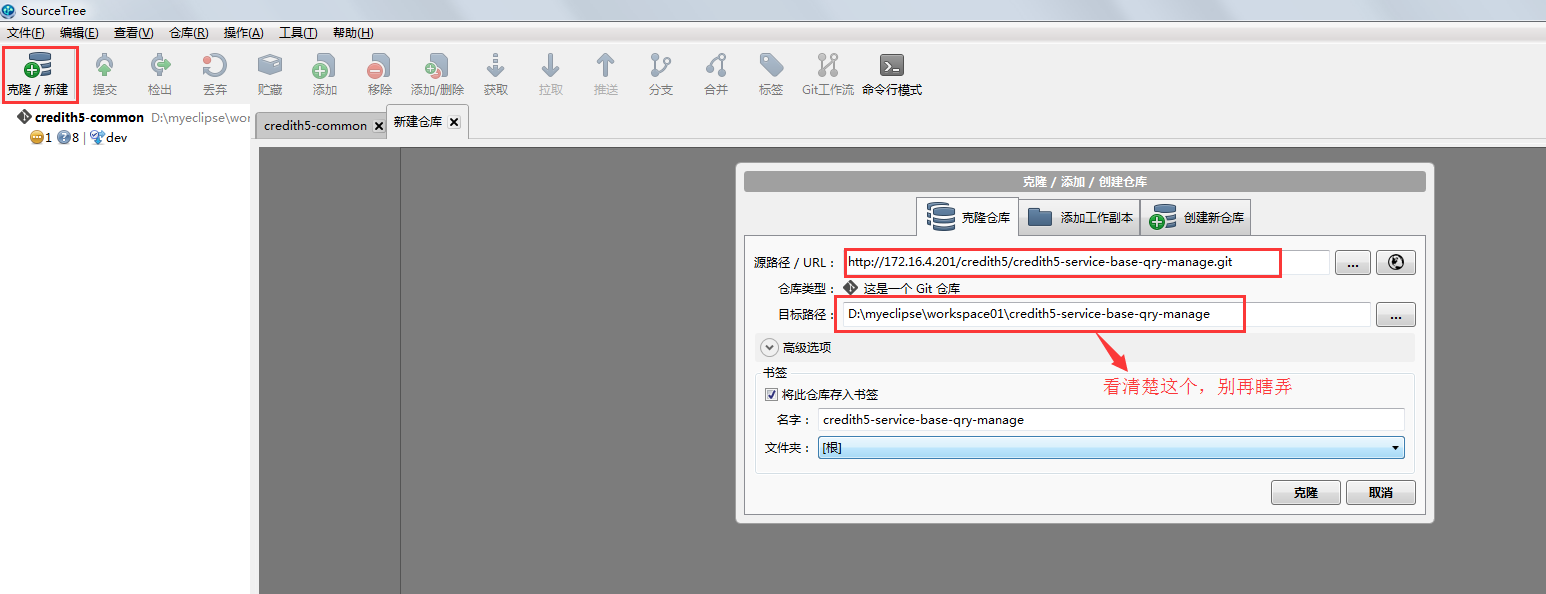 SourceTree
文件(F) 编辑(E) 查看(V) 仓库(R) 操作(A) 工具(T) 帮助(H)
克隆 / 新建 提交 检出 丢弃 贮藏 添加 移除 添加/删除 获取 拉取 推送 分支 合并 标签 Git工作流 命令行模式
credith5-common D:\myeclipse\wor
1 8 dev
credith5-common 新建仓库
克隆 / 添加 / 创建仓库
克隆仓库 添加工作副本 创建新仓库
源路径 / URL： http://172.16.4.201/credith5/credith5-service-base-qry-manage.git ...
仓库类型： 这是一个 Git 仓库
目标路径： D:\myeclipse\workspace01\credith5-service-base-qry-manage ...
高级选项
书签
看清楚这个，别再瞎弄
将此仓库存入书签
名字： credith5-service-base-qry-manage
文件夹： [根]
克隆 取消